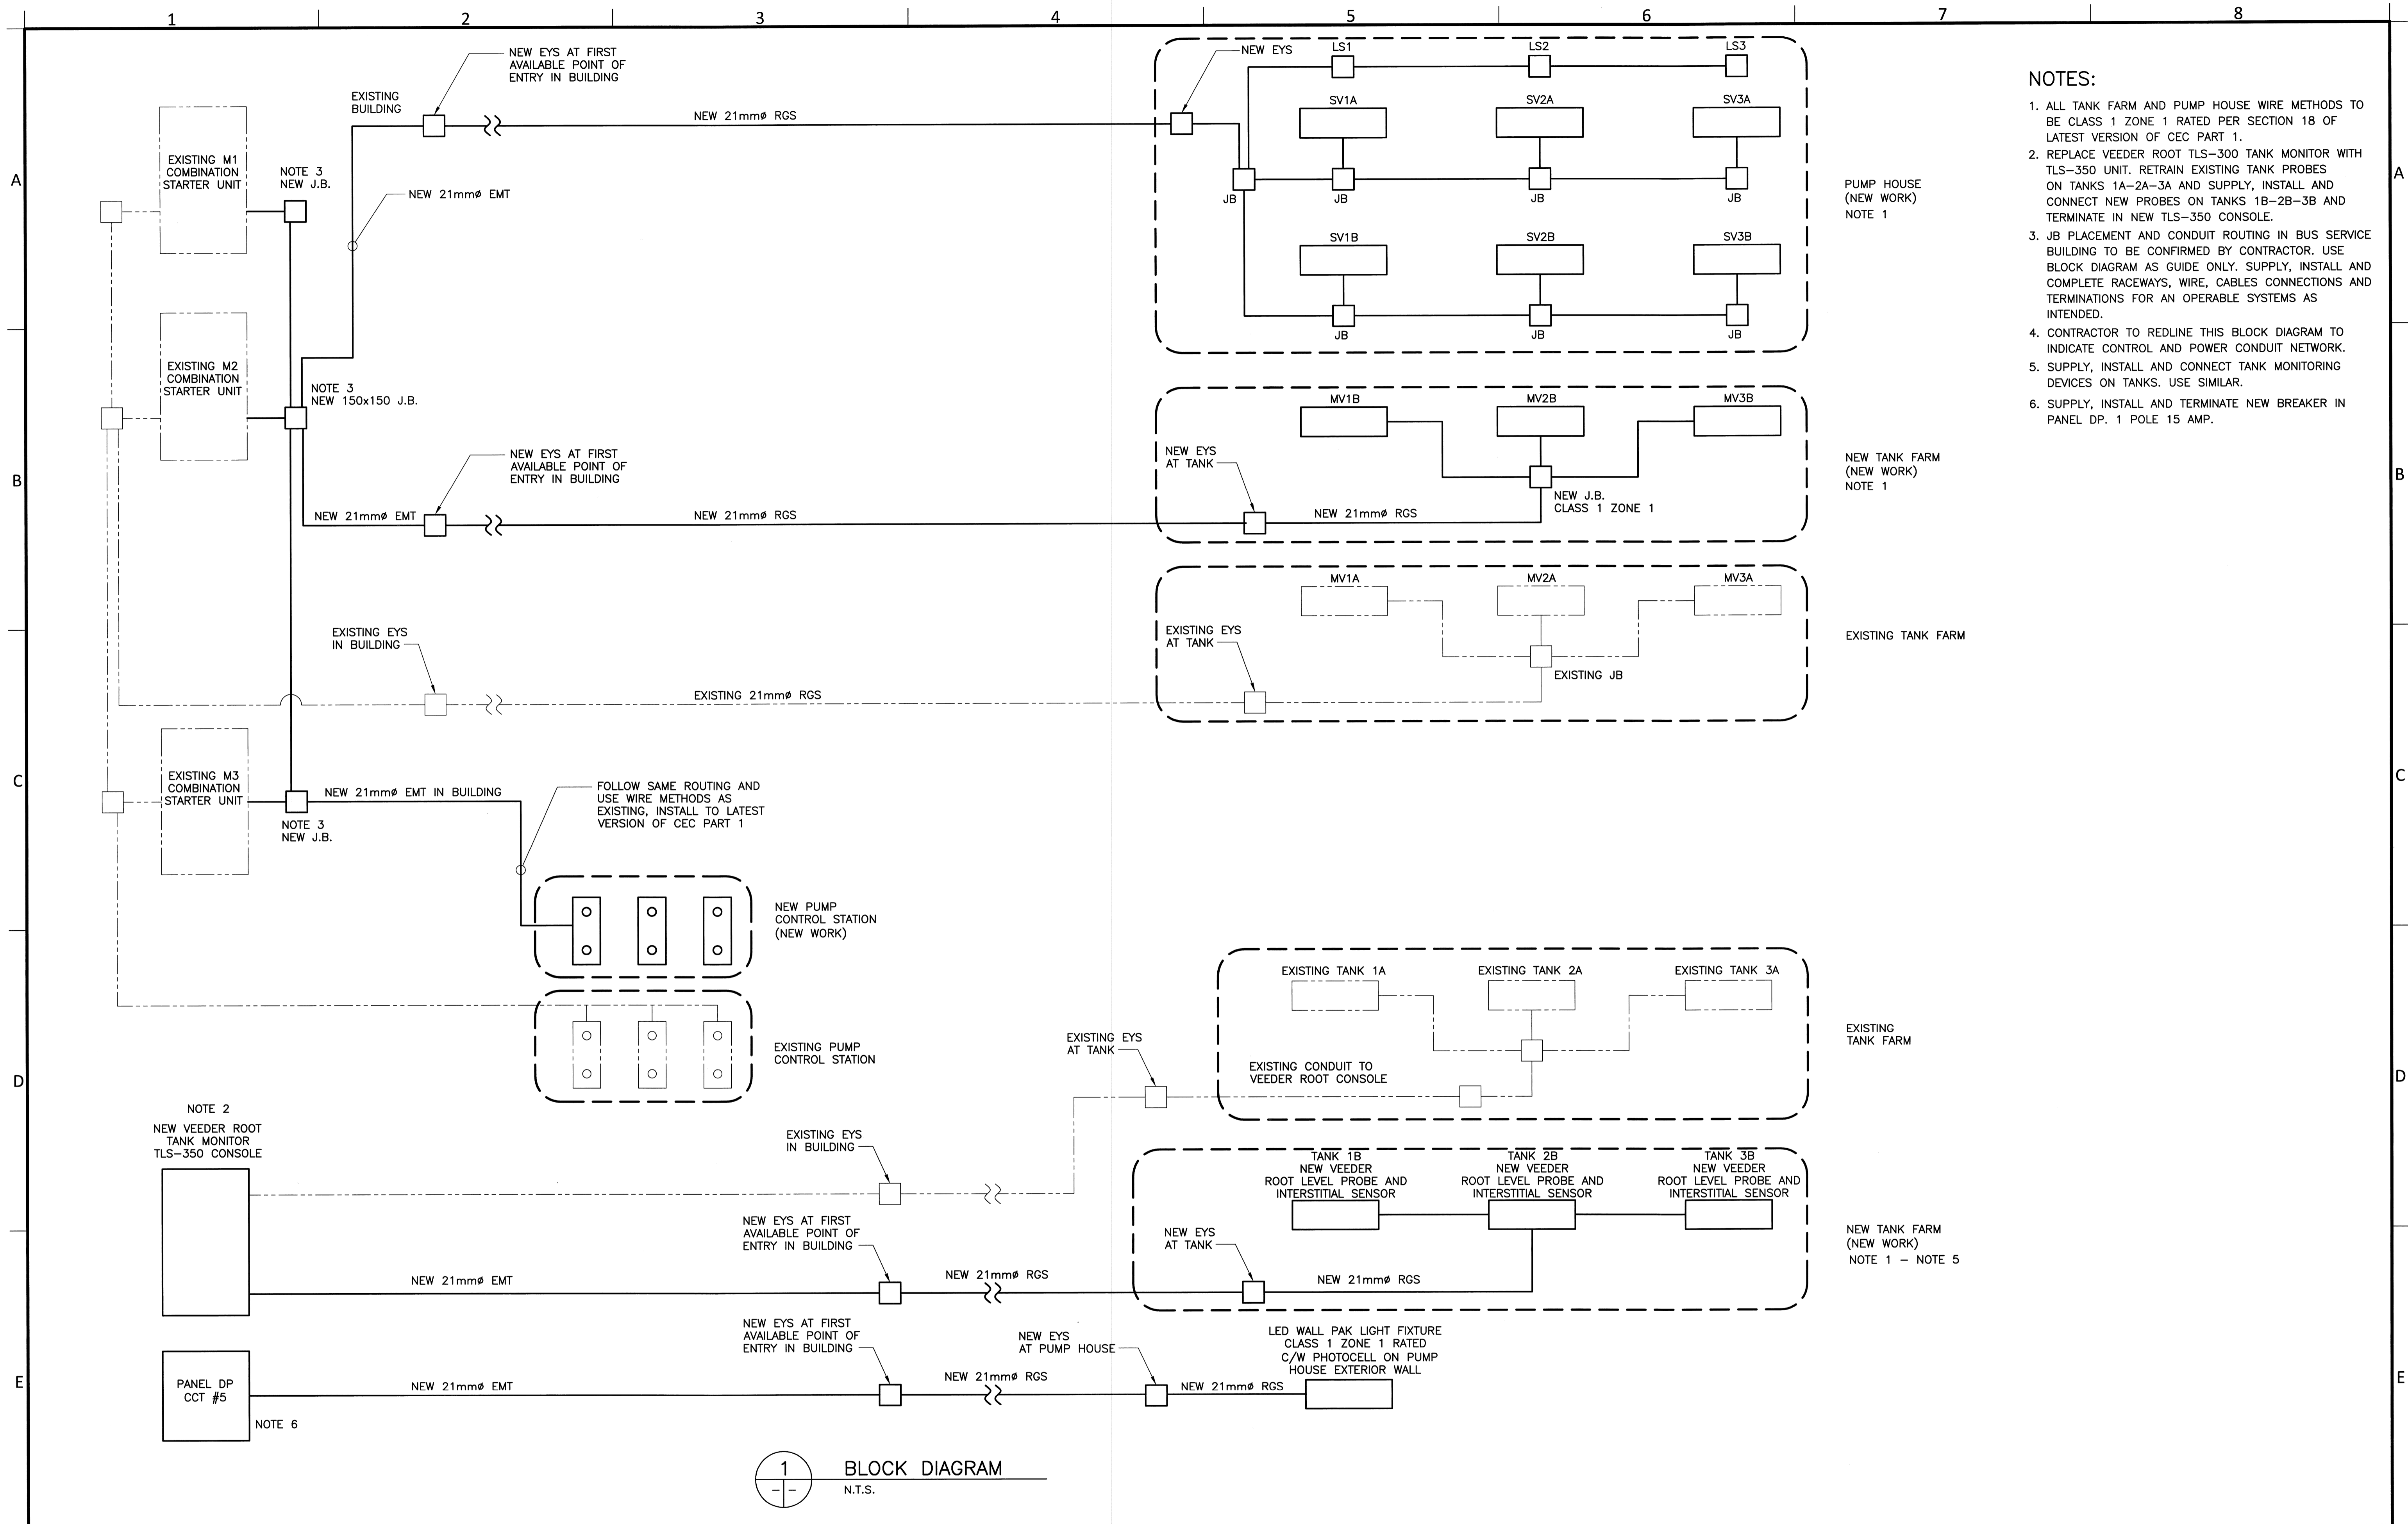 1 2 3 4 5 6 7 8
A
B
C
D
E
A
B
C
D
E
NEW EYS AT FIRST
AVAILABLE POINT OF
ENTRY IN BUILDING
EXISTING
BUILDING
NEW 21mmø RGS
EXISTING M1
COMBINATION
STARTER UNIT
NOTE 3
NEW J.B.
NEW 21mmø EMT
EXISTING M2
COMBINATION
STARTER UNIT
NOTE 3
NEW 150x150 J.B.
NEW EYS AT FIRST
AVAILABLE POINT OF
ENTRY IN BUILDING
NEW 21mmø EMT
NEW 21mmø RGS
EXISTING EYS
IN BUILDING
EXISTING 21mmø RGS
EXISTING M3
COMBINATION
STARTER UNIT
NEW 21mmø EMT IN BUILDING
NOTE 3
NEW J.B.
FOLLOW SAME ROUTING AND
USE WIRE METHODS AS
EXISTING, INSTALL TO LATEST
VERSION OF CEC PART 1
NEW PUMP
CONTROL STATION
(NEW WORK)
EXISTING PUMP
CONTROL STATION
NEW EYS
LS1 LS2 LS3
SV1A SV2A SV3A
JB JB JB JB
SV1B SV2B SV3B
JB JB JB
PUMP HOUSE
(NEW WORK)
NOTE 1
MV1B MV2B MV3B
NEW EYS
AT TANK
NEW J.B.
CLASS 1 ZONE 1
NEW 21mmø RGS
NEW TANK FARM
(NEW WORK)
NOTE 1
MV1A MV2A MV3A
EXISTING EYS
AT TANK
EXISTING JB
EXISTING TANK FARM
EXISTING TANK 1A EXISTING TANK 2A EXISTING TANK 3A
EXISTING EYS
AT TANK
EXISTING CONDUIT TO
VEEDER ROOT CONSOLE
EXISTING
TANK FARM
NOTE 2
NEW VEEDER ROOT
TANK MONITOR
TLS-350 CONSOLE
EXISTING EYS
IN BUILDING
NEW EYS AT FIRST
AVAILABLE POINT OF
ENTRY IN BUILDING
NEW 21mmø EMT
NEW 21mmø RGS
NEW EYS
AT TANK
TANK 1B
NEW VEEDER
ROOT LEVEL PROBE AND
INTERSTITIAL SENSOR
TANK 2B
NEW VEEDER
ROOT LEVEL PROBE AND
INTERSTITIAL SENSOR
TANK 3B
NEW VEEDER
ROOT LEVEL PROBE AND
INTERSTITIAL SENSOR
NEW 21mmø RGS
NEW TANK FARM
(NEW WORK)
NOTE 1 - NOTE 5
PANEL DP
CCT #5
NOTE 6
NEW 21mmø EMT
NEW EYS AT FIRST
AVAILABLE POINT OF
ENTRY IN BUILDING
NEW 21mmø RGS
NEW EYS
AT PUMP HOUSE
NEW 21mmø RGS
LED WALL PAK LIGHT FIXTURE
CLASS 1 ZONE 1 RATED
C/W PHOTOCELL ON PUMP
HOUSE EXTERIOR WALL
1
- -
BLOCK DIAGRAM
N.T.S.
NOTES:
1. ALL TANK FARM AND PUMP HOUSE WIRE METHODS TO
BE CLASS 1 ZONE 1 RATED PER SECTION 18 OF
LATEST VERSION OF CEC PART 1.
2. REPLACE VEEDER ROOT TLS-300 TANK MONITOR WITH
TLS-350 UNIT. RETRAIN EXISTING TANK PROBES
ON TANKS 1A-2A-3A AND SUPPLY, INSTALL AND
CONNECT NEW PROBES ON TANKS 1B-2B-3B AND
TERMINATE IN NEW TLS-350 CONSOLE.
3. JB PLACEMENT AND CONDUIT ROUTING IN BUS SERVICE
BUILDING TO BE CONFIRMED BY CONTRACTOR. USE
BLOCK DIAGRAM AS GUIDE ONLY. SUPPLY, INSTALL AND
COMPLETE RACEWAYS, WIRE, CABLES CONNECTIONS AND
TERMINATIONS FOR AN OPERABLE SYSTEMS AS
INTENDED.
4. CONTRACTOR TO REDLINE THIS BLOCK DIAGRAM TO
INDICATE CONTROL AND POWER CONDUIT NETWORK.
5. SUPPLY, INSTALL AND CONNECT TANK MONITORING
DEVICES ON TANKS. USE SIMILAR.
6. SUPPLY, INSTALL AND TERMINATE NEW BREAKER IN
PANEL DP. 1 POLE 15 AMP.